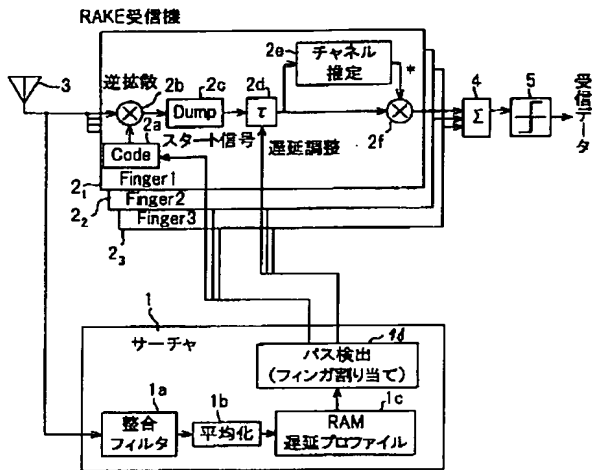 RAKE受信機
3
逆拡散
2b
2c
Dump
2d
τ
2e
チャネル
推定
*
2f
4
Σ
5
受信データ
2a
Code
スタート信号
遅延調整
2₁
Finger1
2₂
Finger2
2₃
Finger3
1
サーチャ
1d
パス検出
(フィンガ割り当て)
1a
整合
フィルタ
1b
平均化
1c
RAM
遅延プロファイル